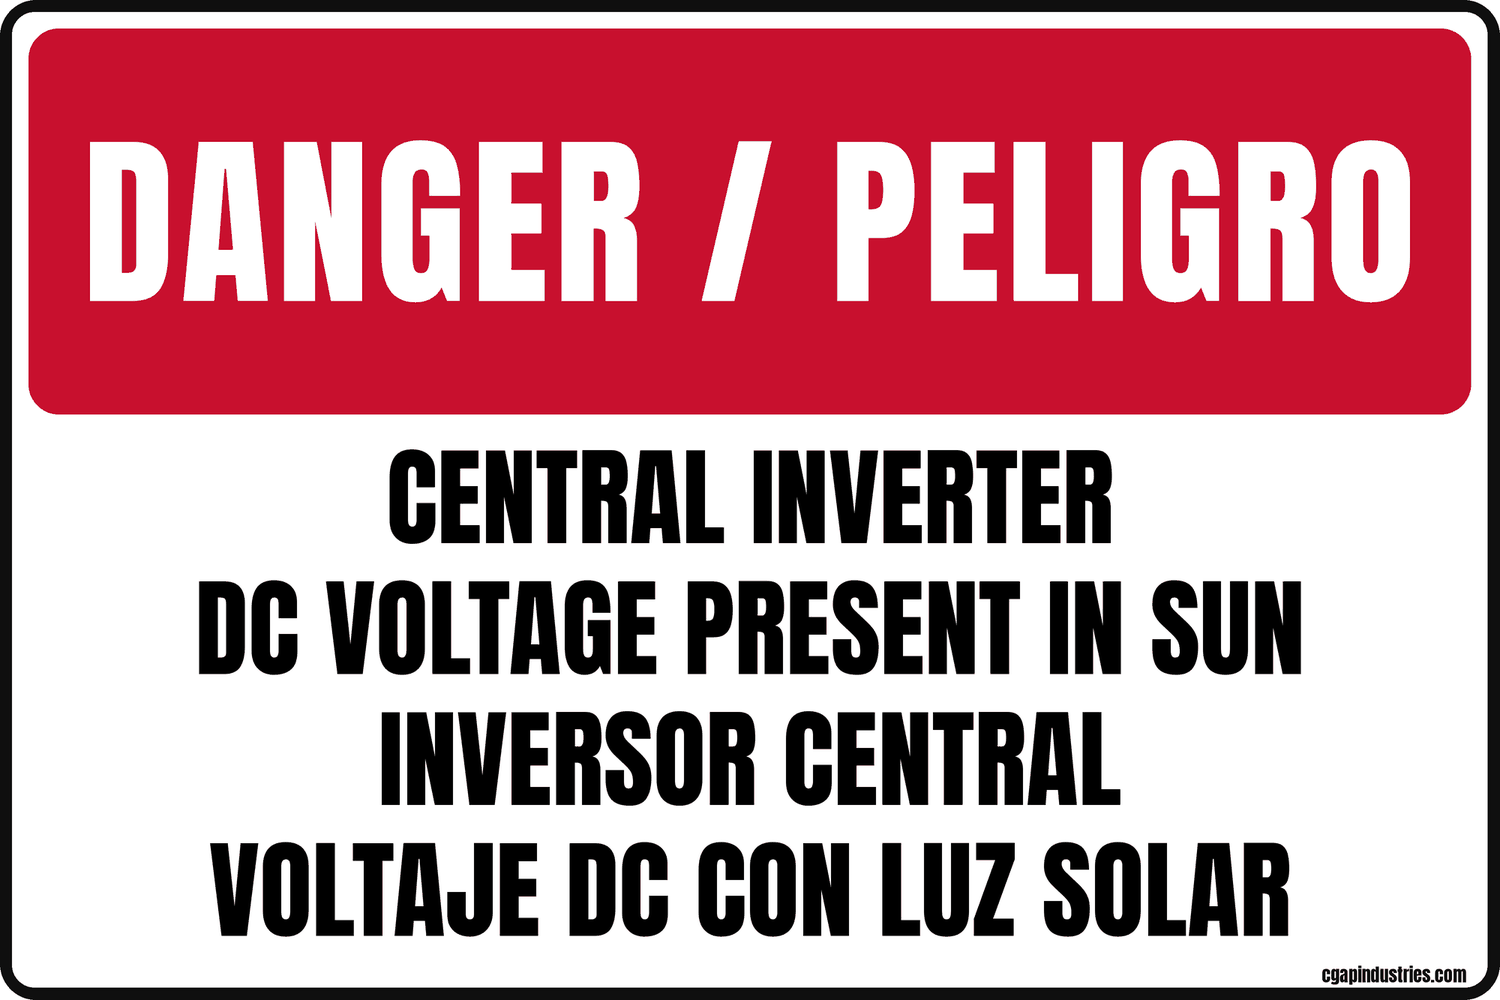 DANGER / PELIGRO
CENTRAL INVERTER
DC VOLTAGE PRESENT IN SUN
INVERSOR CENTRAL
VOLTAJE DC CON LUZ SOLAR
cgapindustries.com